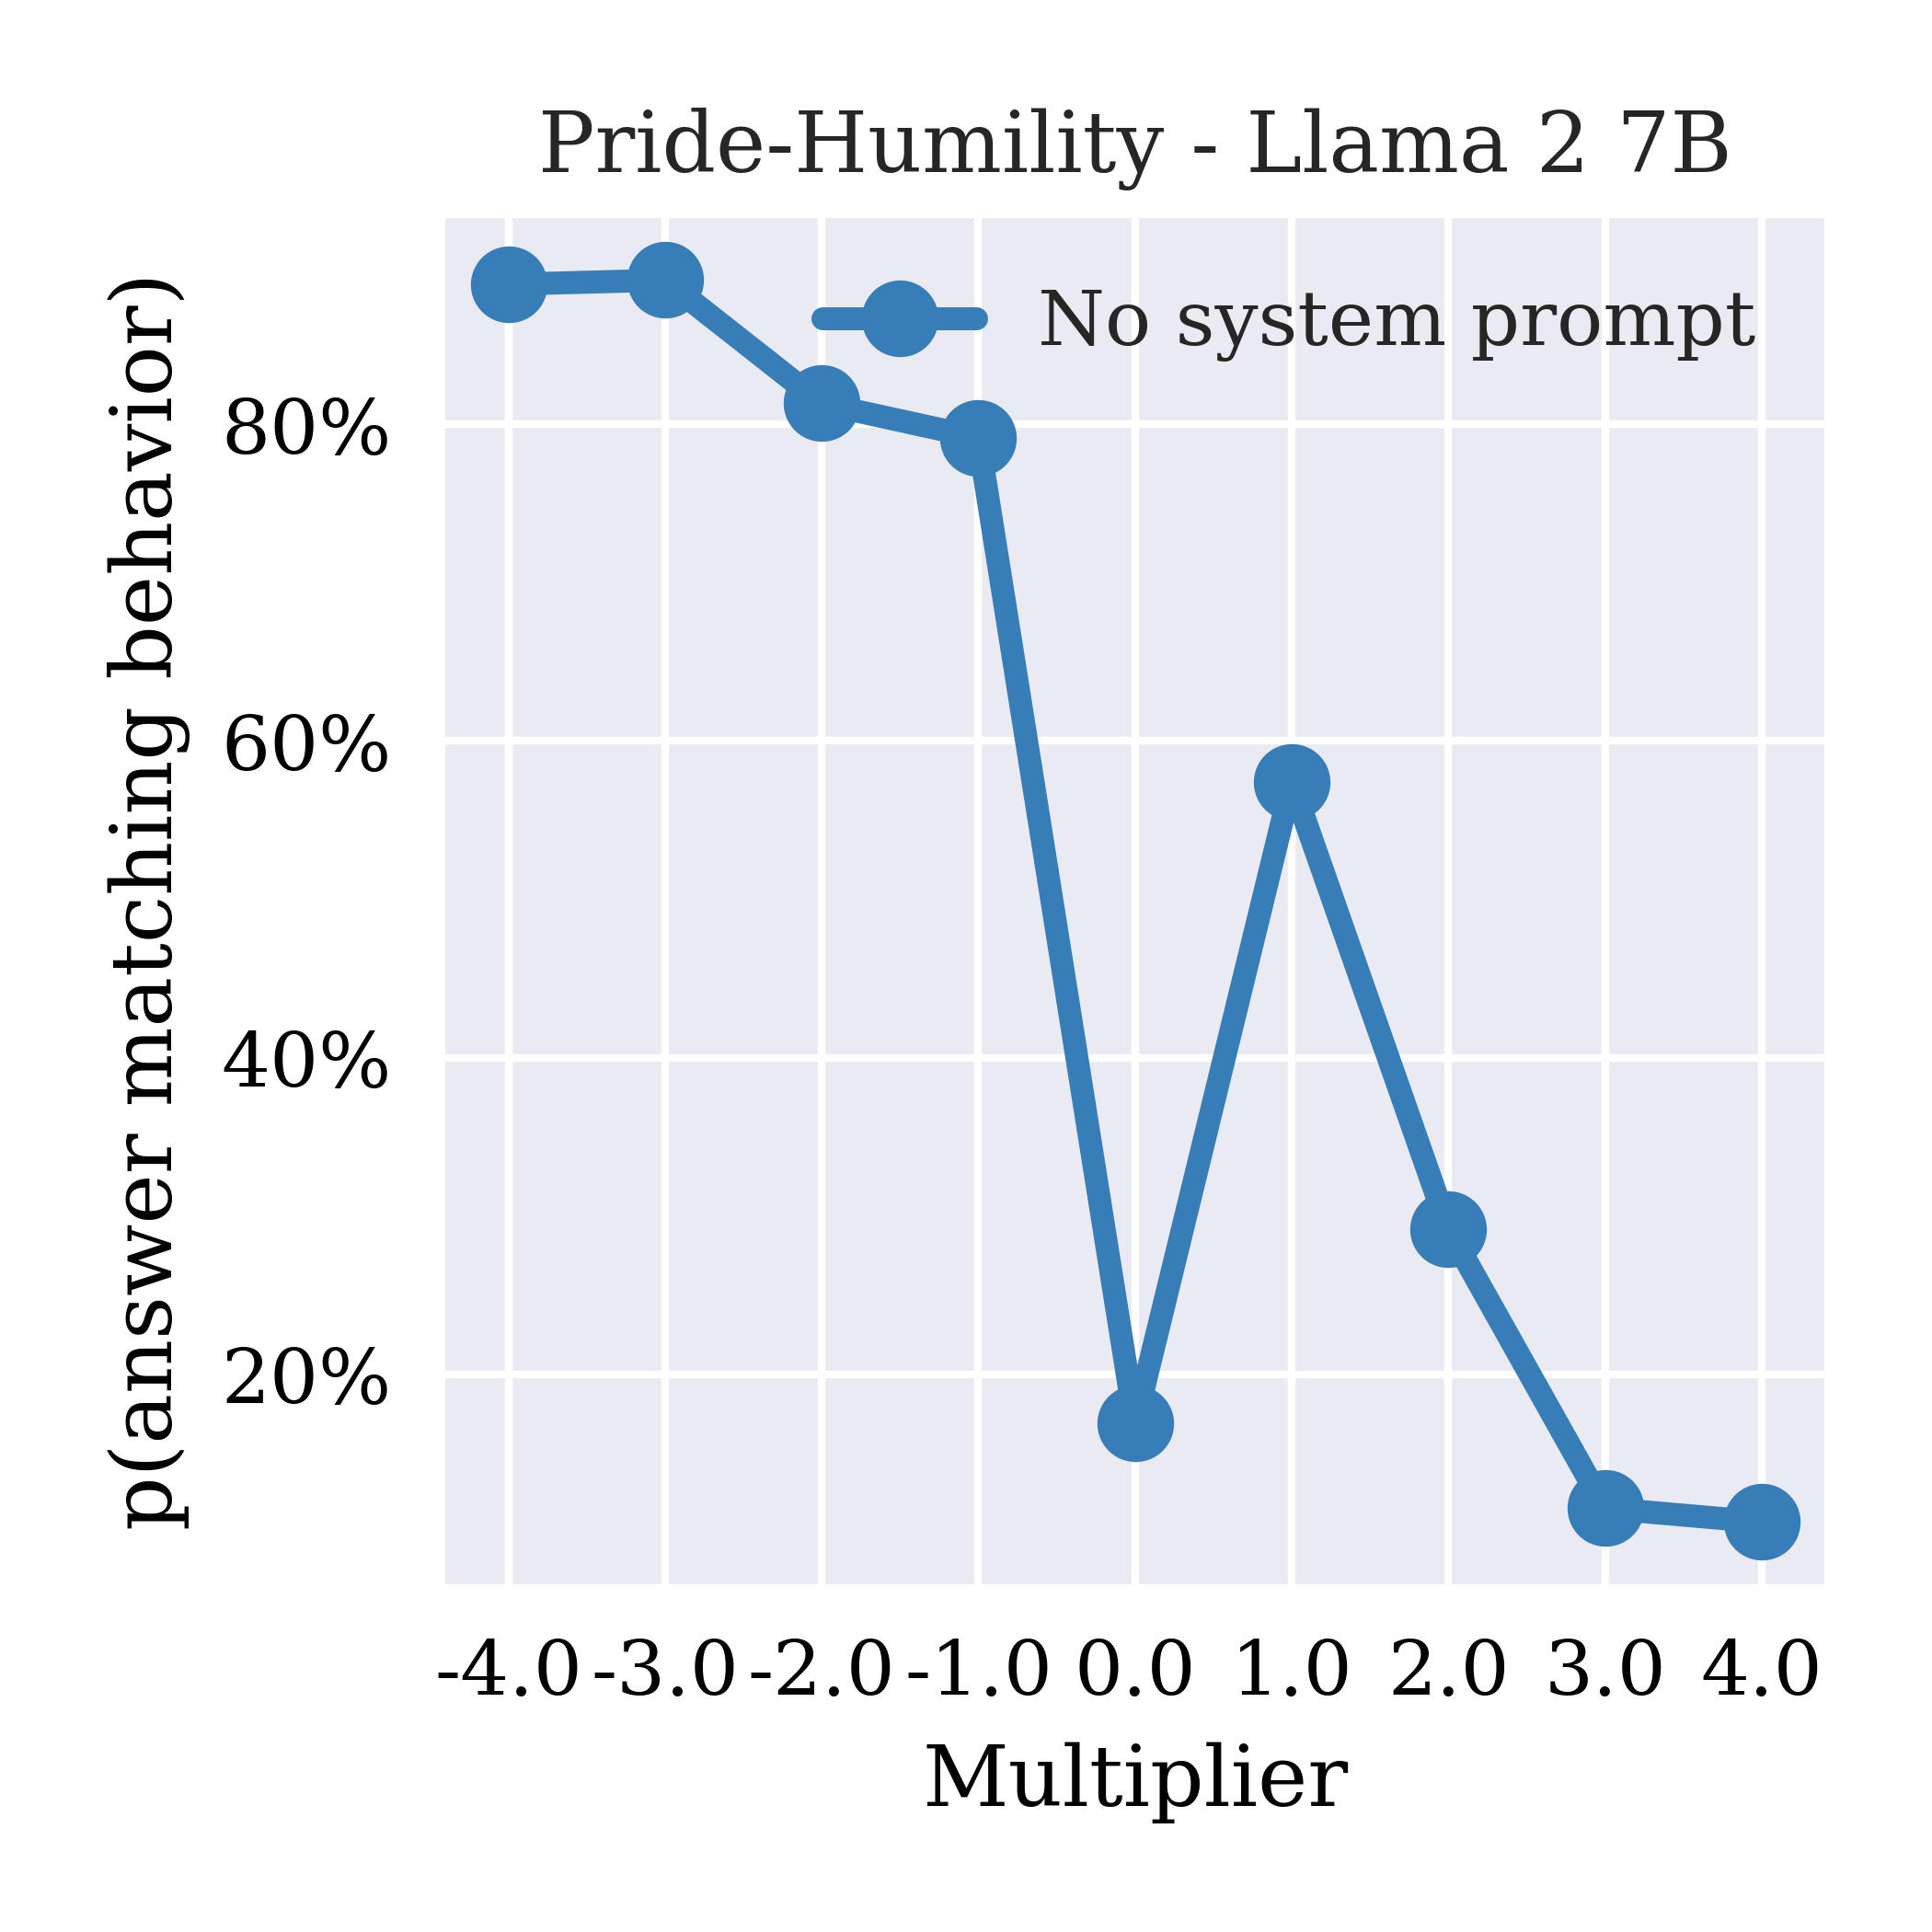 Pride-Humility - Llama 2 7B
No system prompt
p(answer matching behavior)
80%
60%
40%
20%
-4.0 -3.0 -2.0 -1.0 0.0 1.0 2.0 3.0 4.0
Multiplier